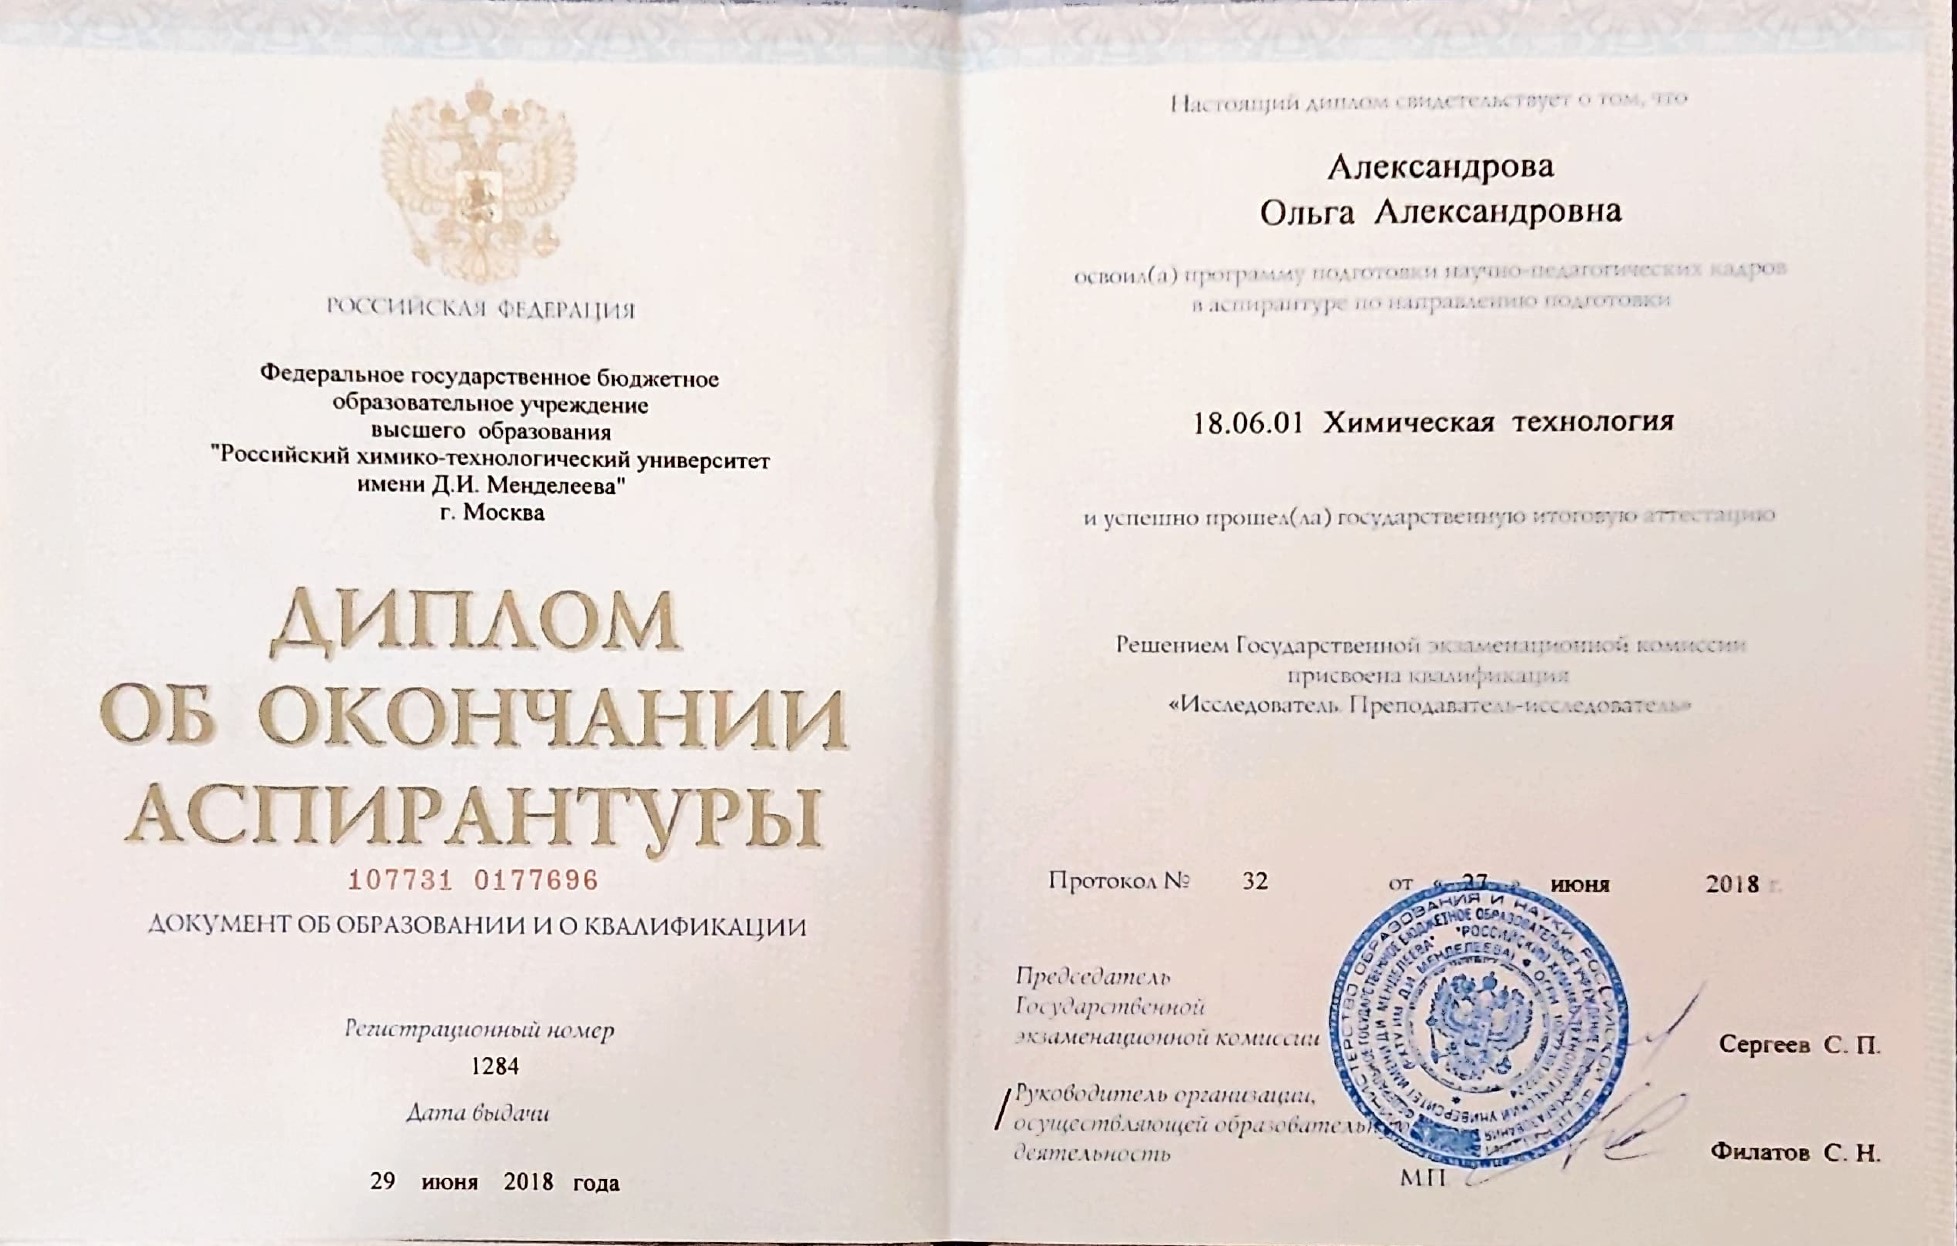 РОССИЙСКАЯ ФЕДЕРАЦИЯ
Федеральное государственное бюджетное
образовательное учреждение
высшего образования
"Российский химико-технологический университет
имени Д.И. Менделеева"
г. Москва
ДИПЛОМ
ОБ ОКОНЧАНИИ
АСПИРАНТУРЫ
107731 0177696
ДОКУМЕНТ ОБ ОБРАЗОВАНИИ И О КВАЛИФИКАЦИИ
Регистрационный номер
1284
Дата выдачи
29 июня 2018 года
Настоящий диплом свидетельствует о том, что
Александрова
Ольга Александровна
освоил(а) программу подготовки научно-педагогических кадров
в аспирантуре по направлению подготовки
18.06.01 Химическая технология
и успешно прошел(ла) государственную итоговую аттестацию
Решением Государственной экзаменационной комиссии
присвоена квалификация
«Исследователь. Преподаватель-исследователь»
Протокол № 32 от « 27 » июня 2018 г.
Председатель
Государственной
экзаменационной комиссии
Сергеев С. П.
Руководитель организации,
осуществляющей образовательную
деятельность
Филатов С. Н.
МП